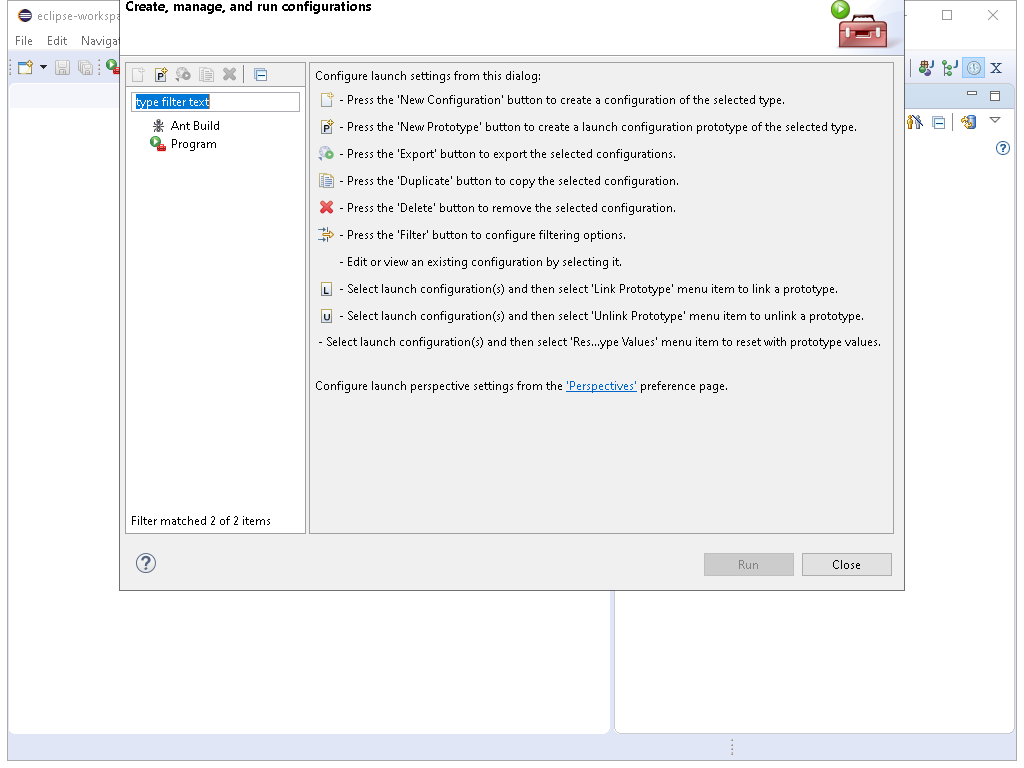 Create, manage, and run configurations
eclipse-workspa
File Edit Navigat
type filter text
Ant Build
Program
Filter matched 2 of 2 items
Configure launch settings from this dialog:
- Press the 'New Configuration' button to create a configuration of the selected type.
P - Press the 'New Prototype' button to create a launch configuration prototype of the selected type.
- Press the 'Export' button to export the selected configurations.
- Press the 'Duplicate' button to copy the selected configuration.
- Press the 'Delete' button to remove the selected configuration.
- Press the 'Filter' button to configure filtering options.
- Edit or view an existing configuration by selecting it.
L - Select launch configuration(s) and then select 'Link Prototype' menu item to link a prototype.
U - Select launch configuration(s) and then select 'Unlink Prototype' menu item to unlink a prototype.
- Select launch configuration(s) and then select 'Res...ype Values' menu item to reset with prototype values.
Configure launch perspective settings from the 'Perspectives' preference page.
Run Close